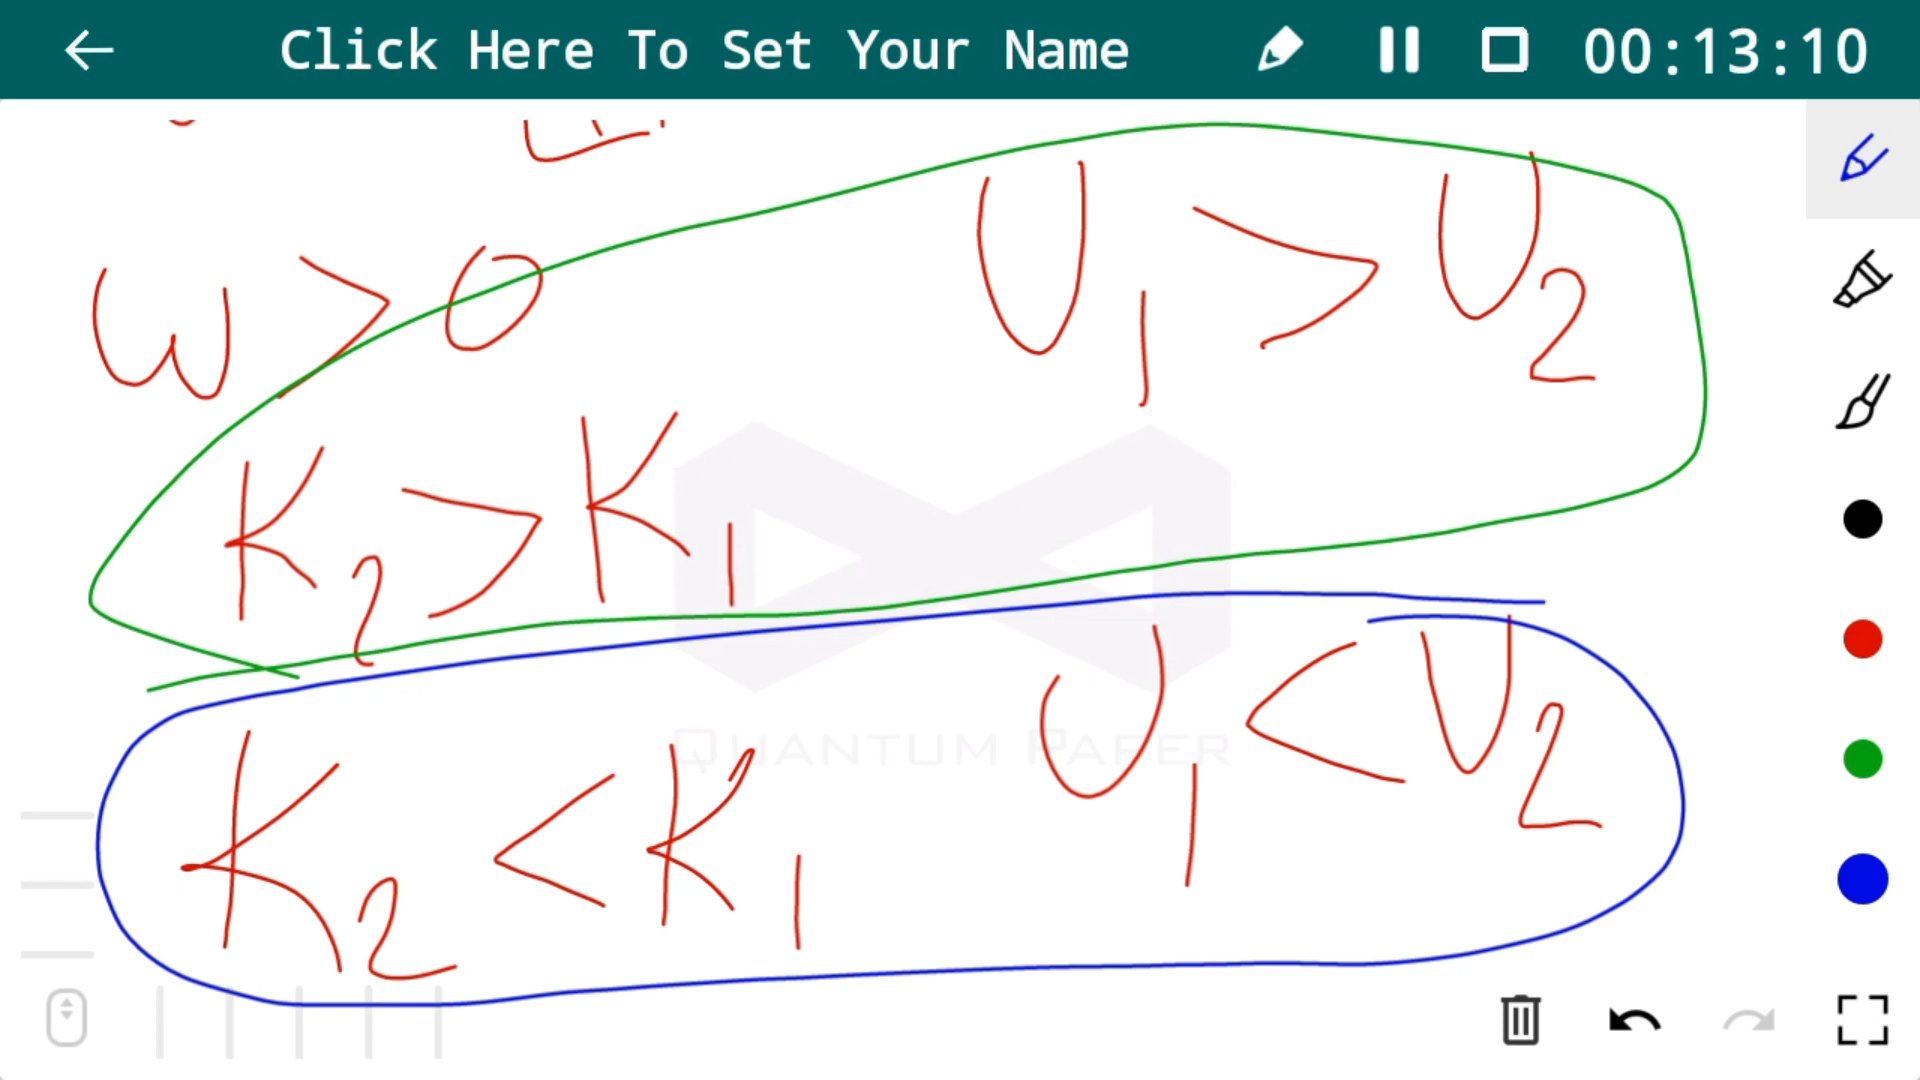 Click Here To Set Your Name 00:13:10
ω > 0
U1 > U2
K2 > K1
K2 < K1
U1 < U2
QUANTUM PAPER